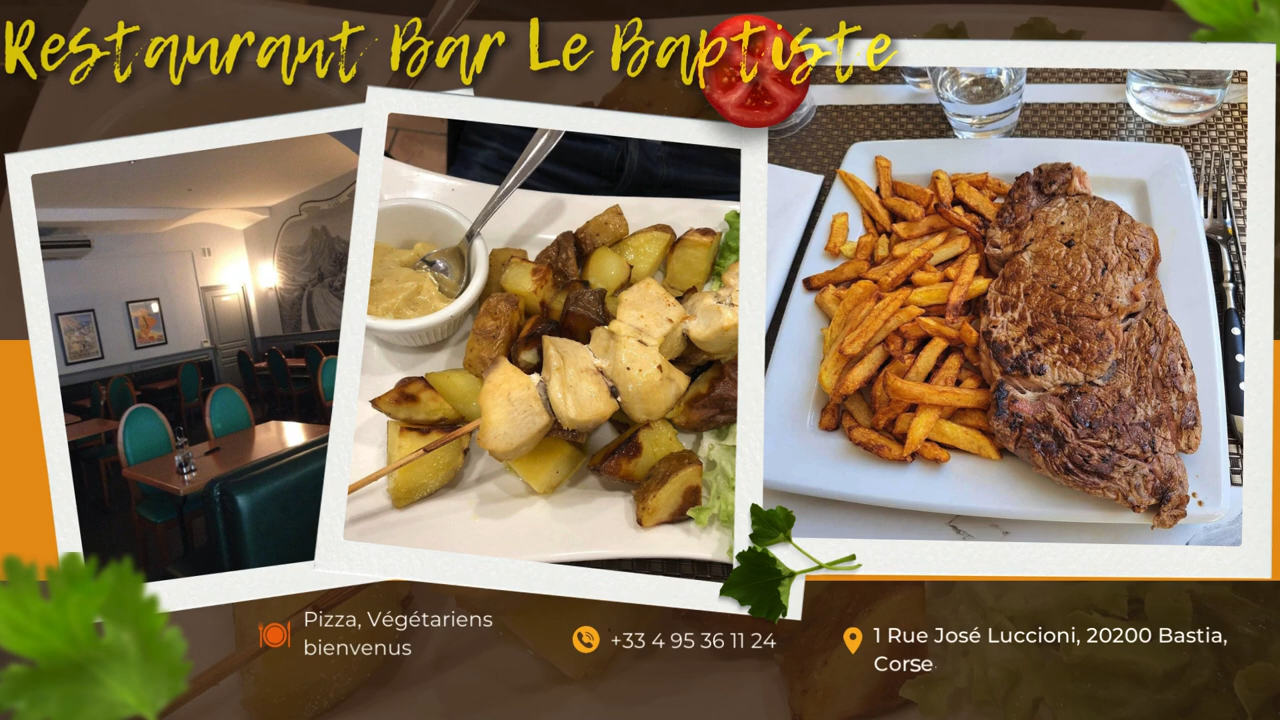 Restaurant Bar Le Baptiste
Pizza, Végétariens
bienvenus
+33 4 95 36 11 24
1 Rue José Luccioni, 20200 Bastia,
Corse